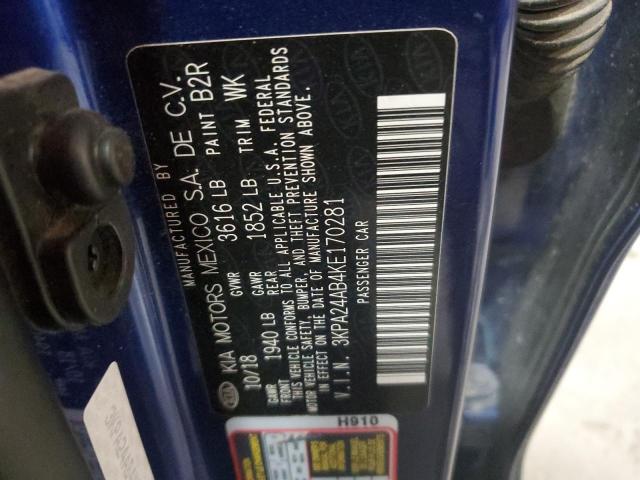 MANUFACTURED BY
KIA MOTORS MEXICO S.A. DE C.V.
10/18 GVWR 3616 LB PAINT B2R
GAWR FRONT 1940 LB GAWR REAR 1852 LB TRIM WK
THIS VEHICLE CONFORMS TO ALL APPLICABLE U.S.A. FEDERAL
MOTOR VEHICLE SAFETY, BUMPER, AND THEFT PREVENTION STANDARDS
IN EFFECT ON THE DATE OF MANUFACTURE SHOWN ABOVE.
V.I.N. 3KPA24AB4KE170281
PASSENGER CAR
H910